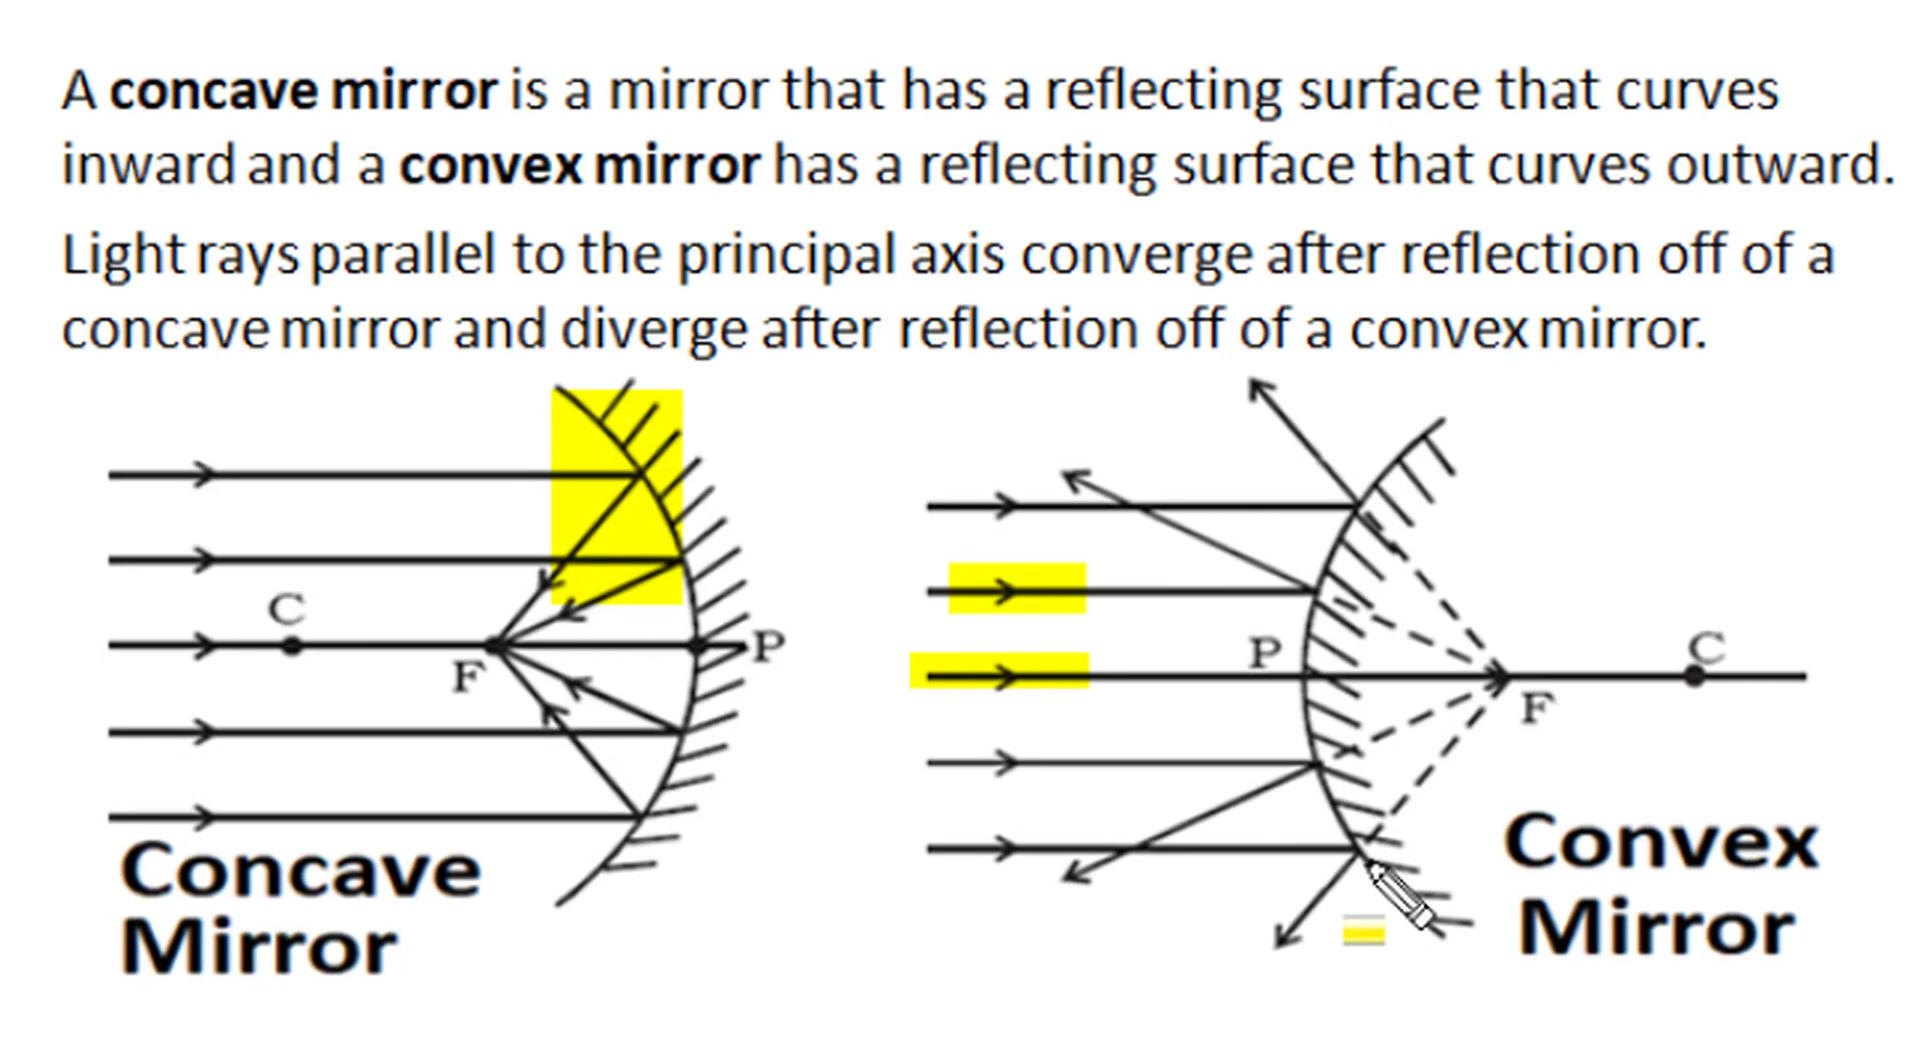 A concave mirror is a mirror that has a reflecting surface that curves
inward and a convex mirror has a reflecting surface that curves outward.
Light rays parallel to the principal axis converge after reflection off of a
concave mirror and diverge after reflection off of a convex mirror.
C
F
P
Concave
Mirror
P
F
C
Convex
Mirror